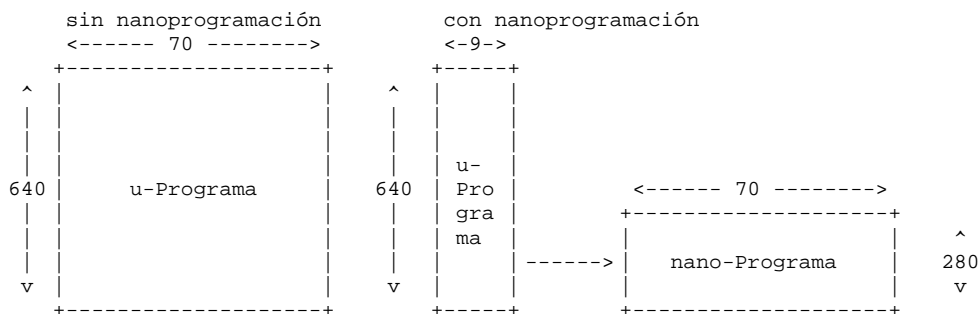 sin nanoprogramación con nanoprogramación
<------ 70 --------> <-9->
+--------------------+ +-----+
^ | | ^ | |
| | | | | |
| | | | | |
| | | | | u- |
640 | u-Programa | 640 | Pro | <------ 70 -------->
| | | | | gra | +--------------------+
| | | | | ma | | | ^
| | | | | | ------> | nano-Programa | 280
v | | v | | | | v
+--------------------+ +-----+ +--------------------+